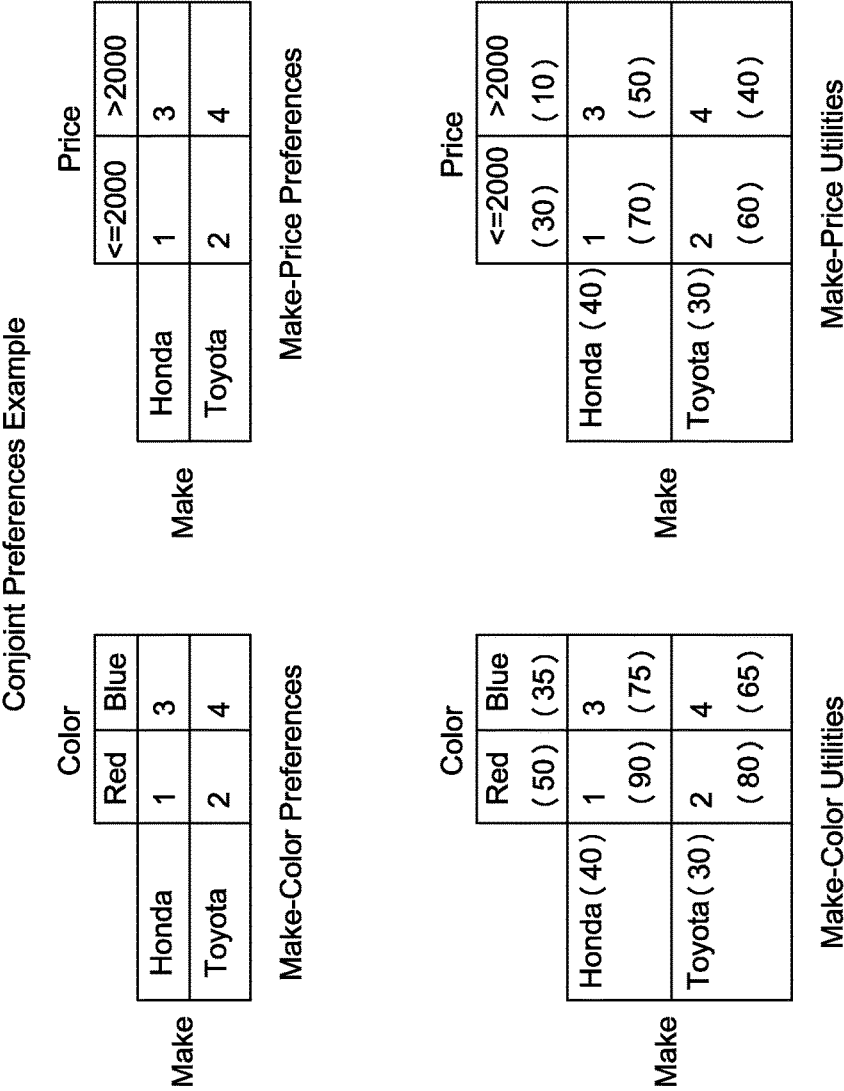 Conjoint Preferences Example
Color
Red Blue
Make
Honda 1 3
Toyota 2 4
Make-Color Preferences
Price
<=2000 >2000
Make
Honda 1 3
Toyota 2 4
Make-Price Preferences
Color
Red Blue
(50) (35)
Make
Honda(40) 1 3
(90) (75)
Toyota(30) 2 4
(80) (65)
Make-Color Utilities
Price
<=2000 >2000
(30) (10)
Make
Honda (40) 1 3
(70) (50)
Toyota (30) 2 4
(60) (40)
Make-Price Utilities